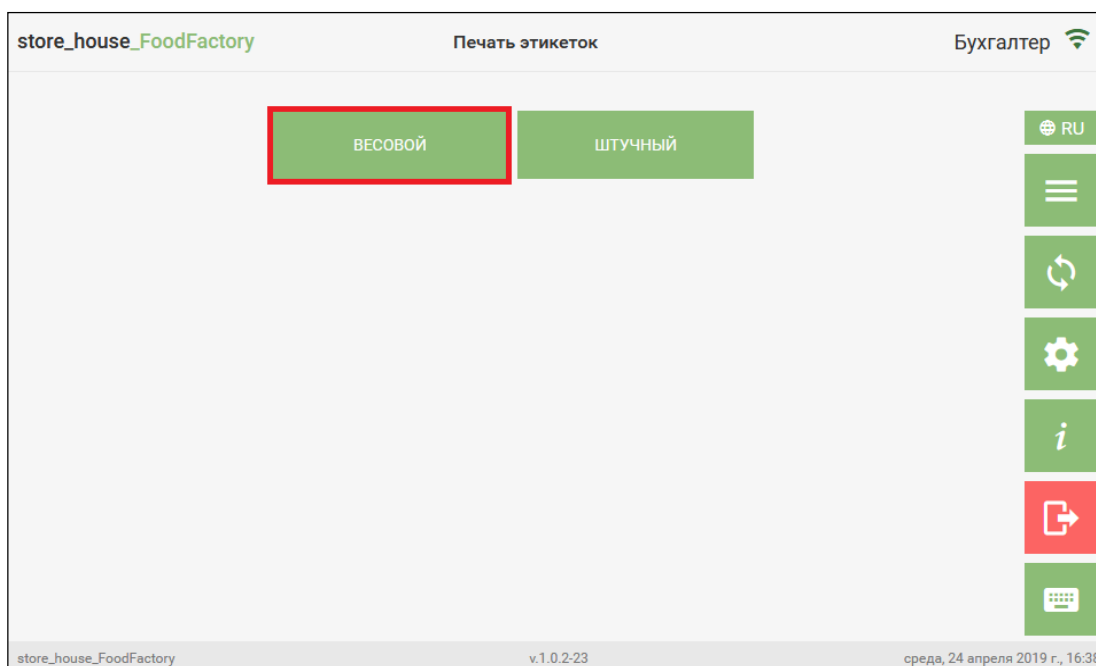 store_house_FoodFactory
Печать этикеток
Бухгалтер
ВЕСОВОЙ
ШТУЧНЫЙ
RU
i
store_house_FoodFactory
v.1.0.2-23
среда, 24 апреля 2019 г., 16:38